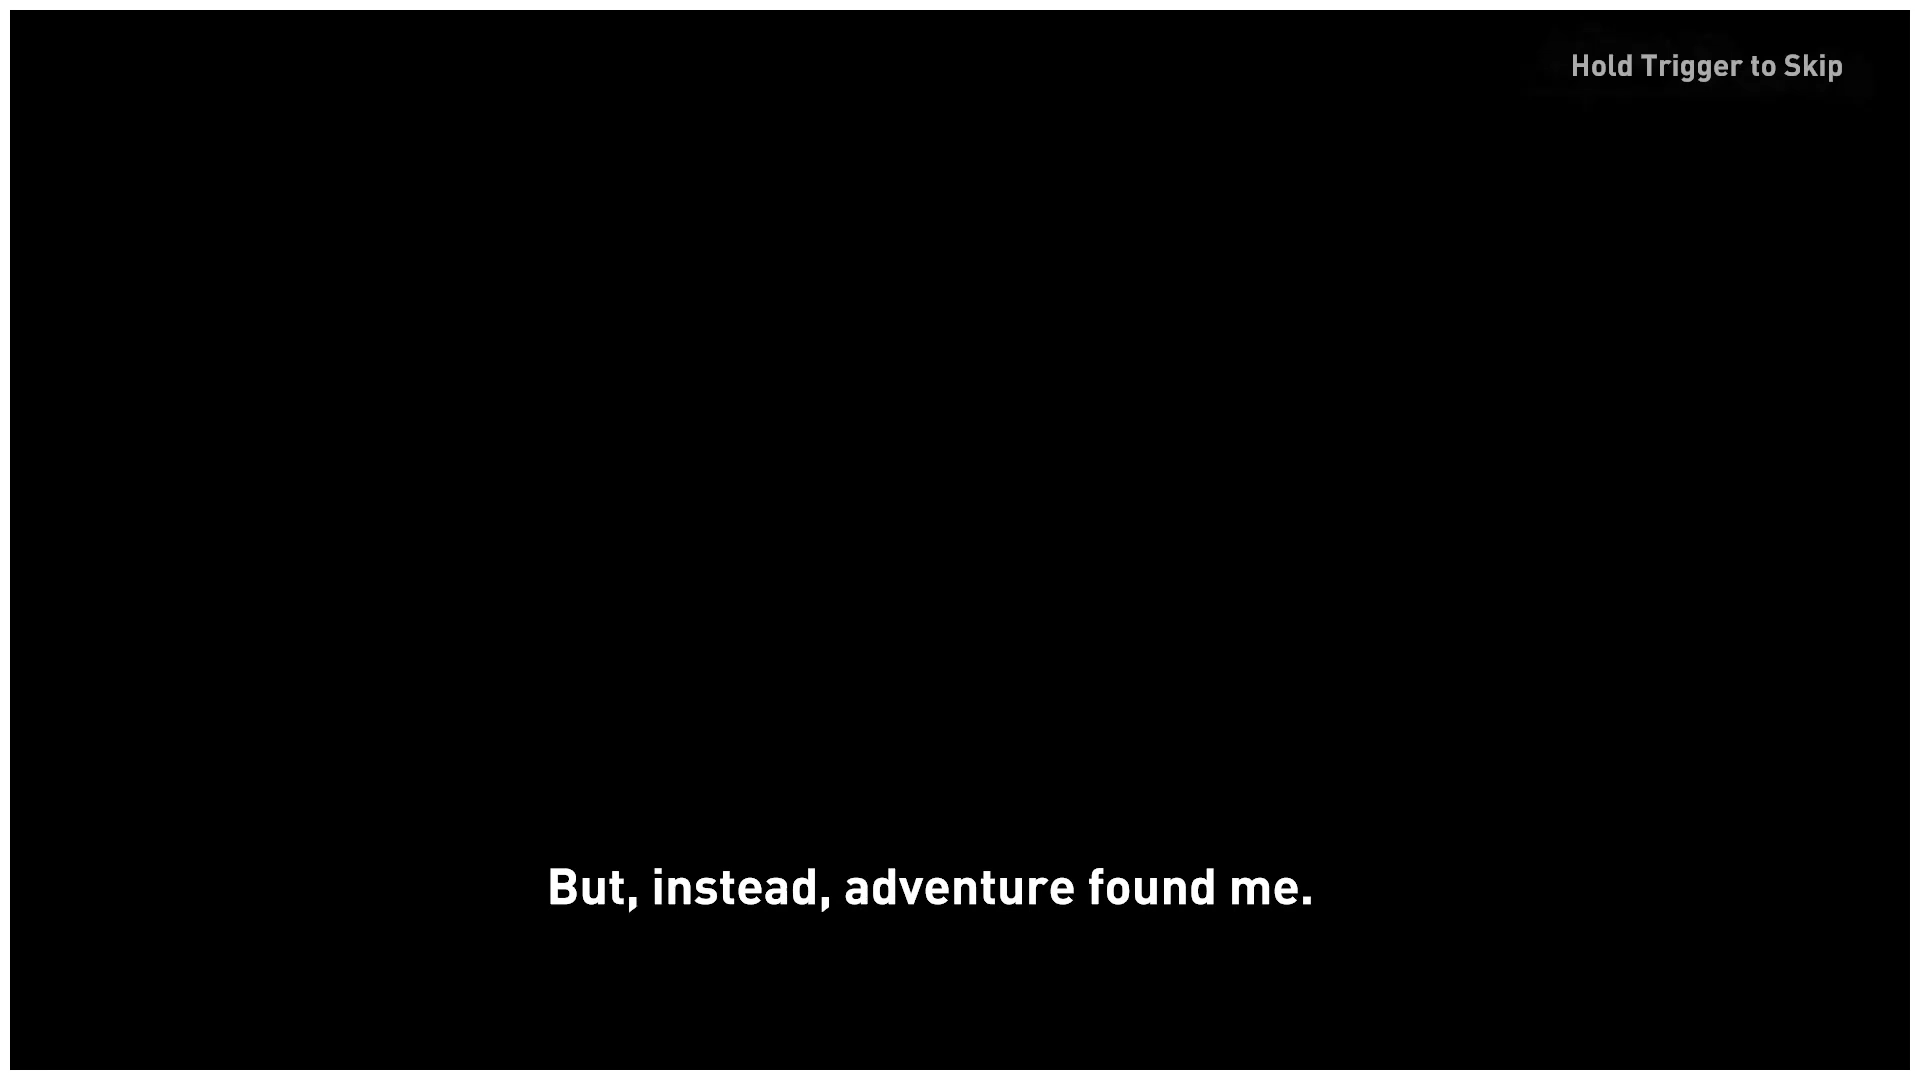 Hold Trigger to Skip
But, instead, adventure found me.